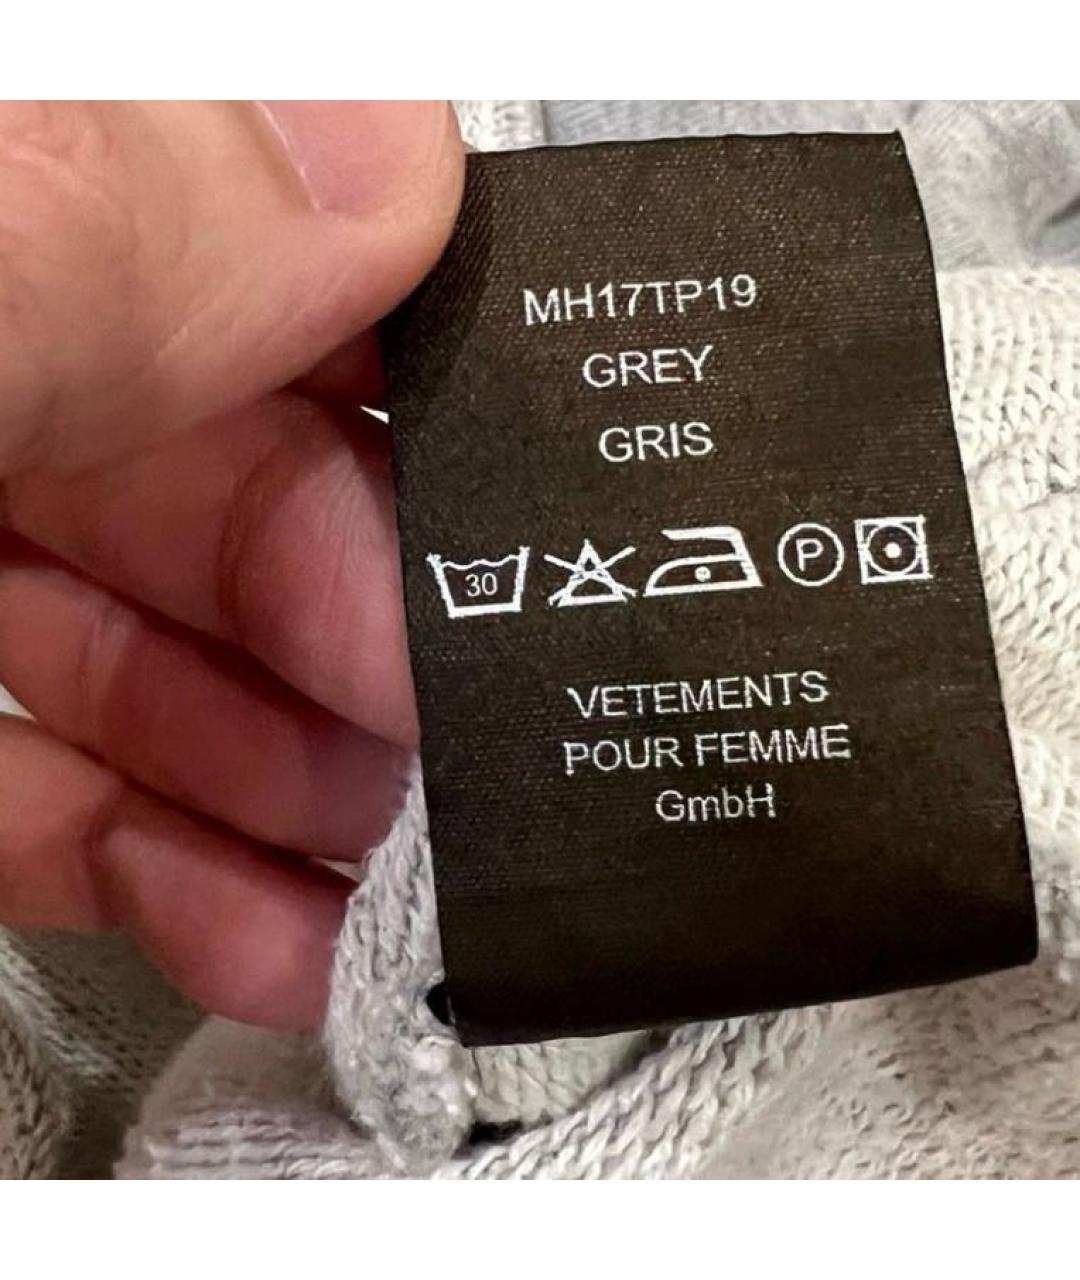 MH17TP19
GREY
GRIS
30 P
VETEMENTS
POUR FEMME
GmbH